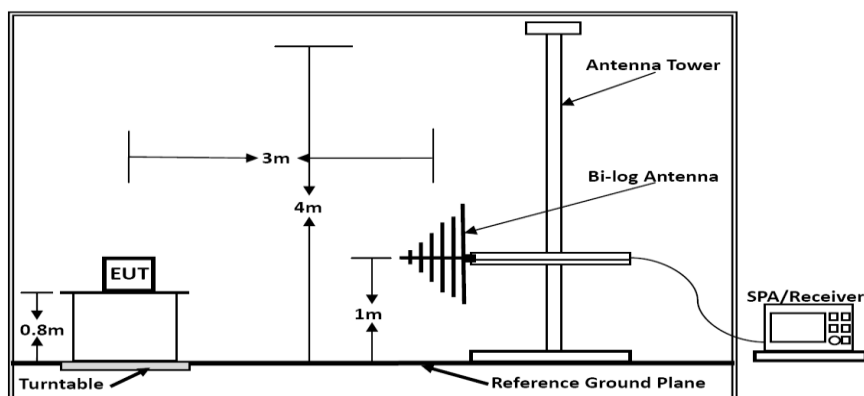 Antenna Tower
3m
Bi-log Antenna
4m
EUT
SPA/Receiver
0.8m
1m
Turntable
Reference Ground Plane